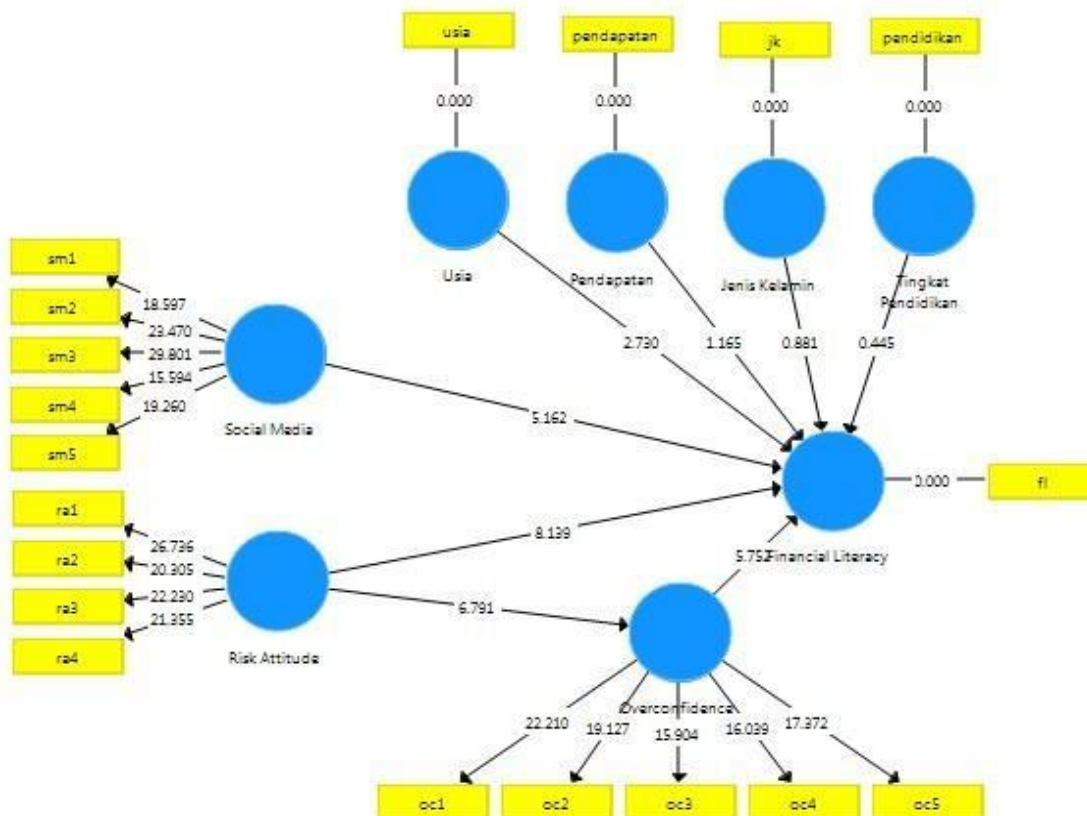 usia
pendapatan
jk
pendidikan
0.000
0.000
0.000
0.000
Usia
Pendapatan
Jenis Kelamin
Tingkat
Pendidikan
sm1
sm2
sm3
sm4
sm5
18.597
23.470
29.801
15.594
19.260
Social Media
2.730
1.165
0.881
0.445
5.162
ra1
ra2
ra3
ra4
26.736
20.305
22.230
21.355
Risk Attitude
8.139
6.791
5.752
Financial Literacy
0.000
fl
Overconfidence
22.210
19.127
15.904
16.039
17.372
oc1
oc2
oc3
oc4
oc5